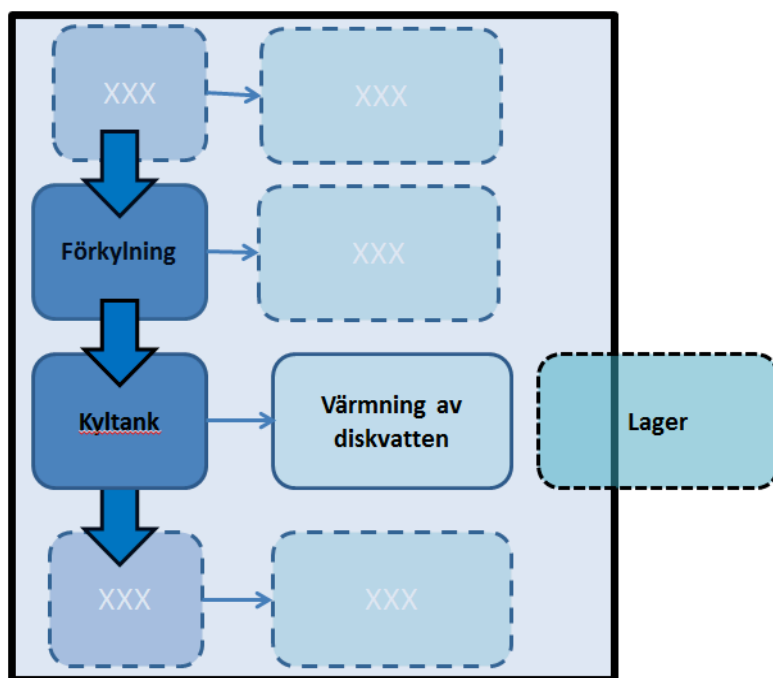 XXX
XXX
Förkylning
XXX
Kyltank
Värmning av
diskvatten
Lager
XXX
XXX